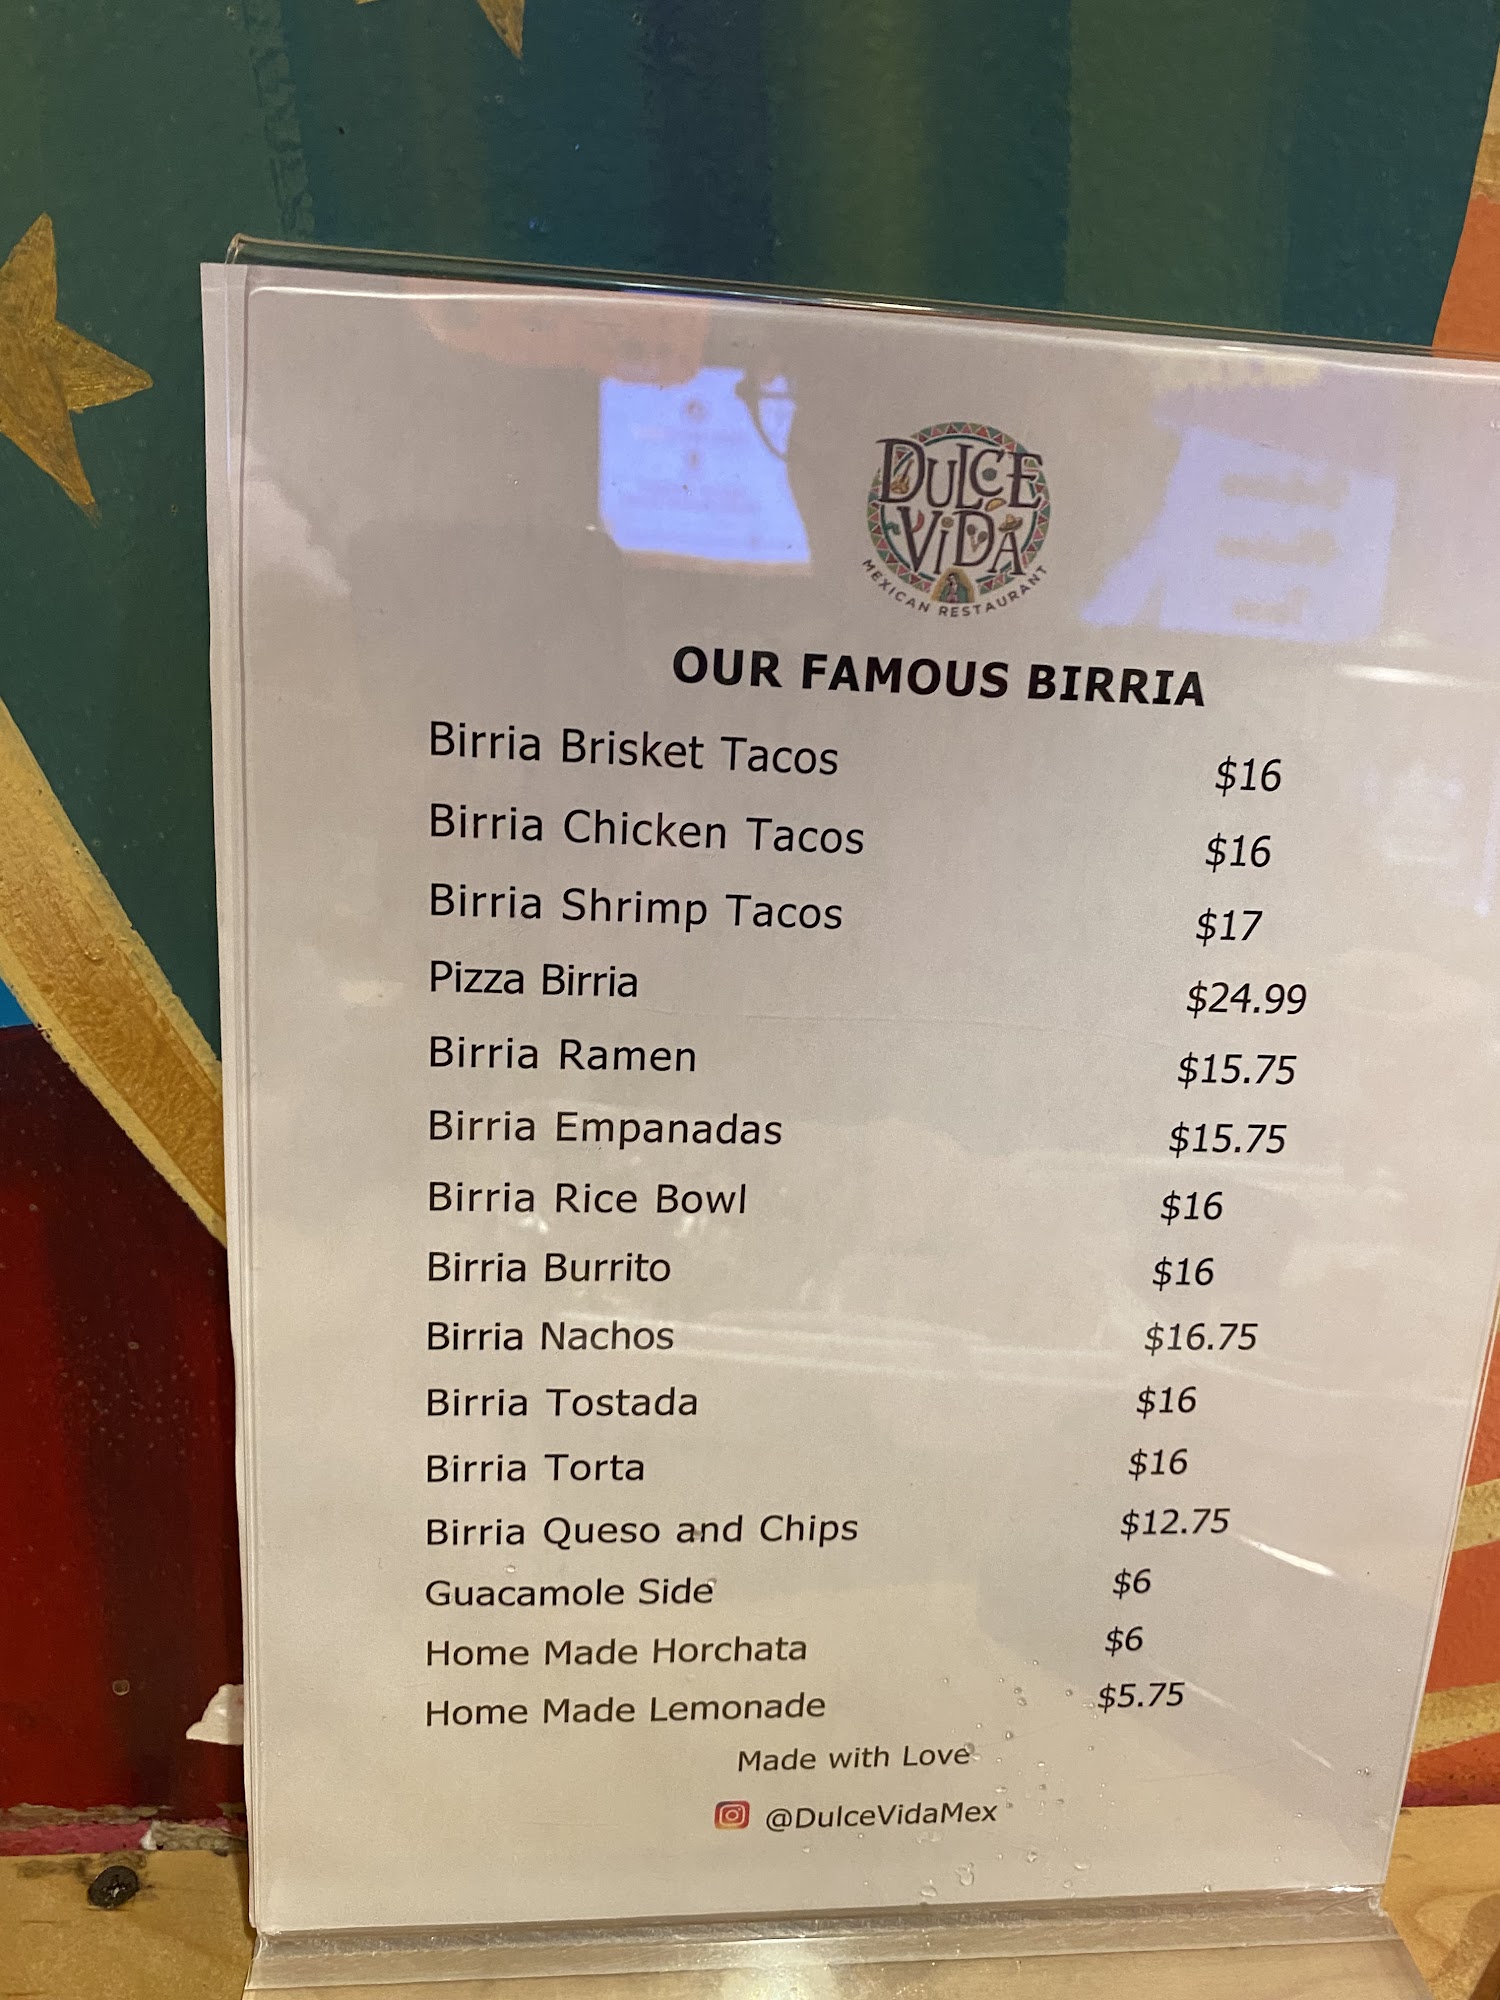 DULCE
VIDA
MEXICAN RESTAURANT
OUR FAMOUS BIRRIA
Birria Brisket Tacos $16
Birria Chicken Tacos $16
Birria Shrimp Tacos $17
Pizza Birria $24.99
Birria Ramen $15.75
Birria Empanadas $15.75
Birria Rice Bowl $16
Birria Burrito $16
Birria Nachos $16.75
Birria Tostada $16
Birria Torta $16
Birria Queso and Chips $12.75
Guacamole Side $6
Home Made Horchata $6
Home Made Lemonade $5.75
Made with Love
@DulceVidaMex